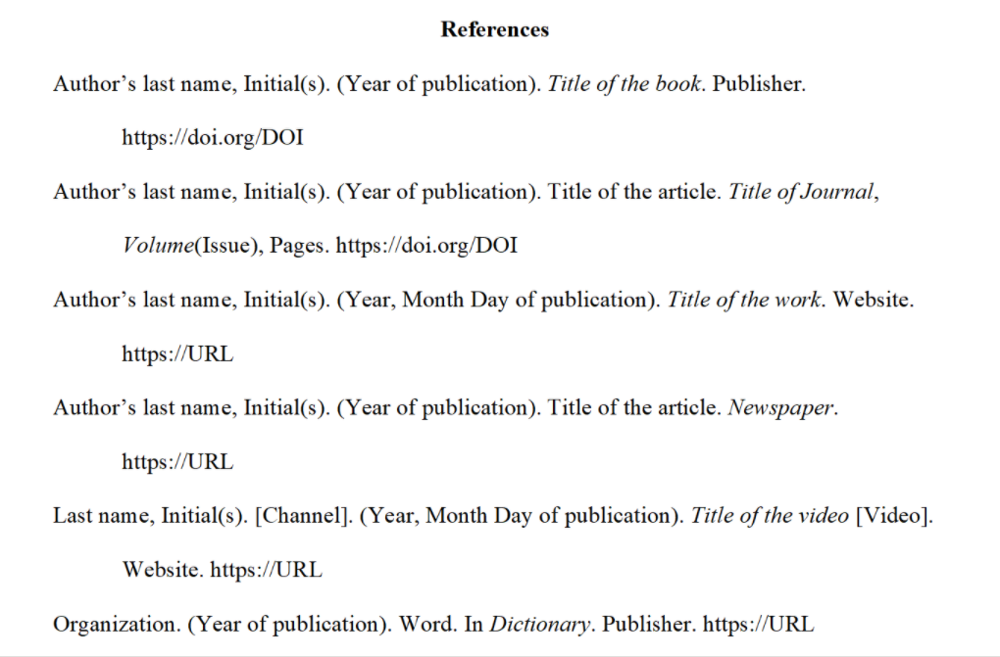 References
Author’s last name, Initial(s). (Year of publication). Title of the book. Publisher.
https://doi.org/DOI
Author’s last name, Initial(s). (Year of publication). Title of the article. Title of Journal,
Volume(Issue), Pages. https://doi.org/DOI
Author’s last name, Initial(s). (Year, Month Day of publication). Title of the work. Website.
https://URL
Author’s last name, Initial(s). (Year of publication). Title of the article. Newspaper.
https://URL
Last name, Initial(s). [Channel]. (Year, Month Day of publication). Title of the video [Video].
Website. https://URL
Organization. (Year of publication). Word. In Dictionary. Publisher. https://URL